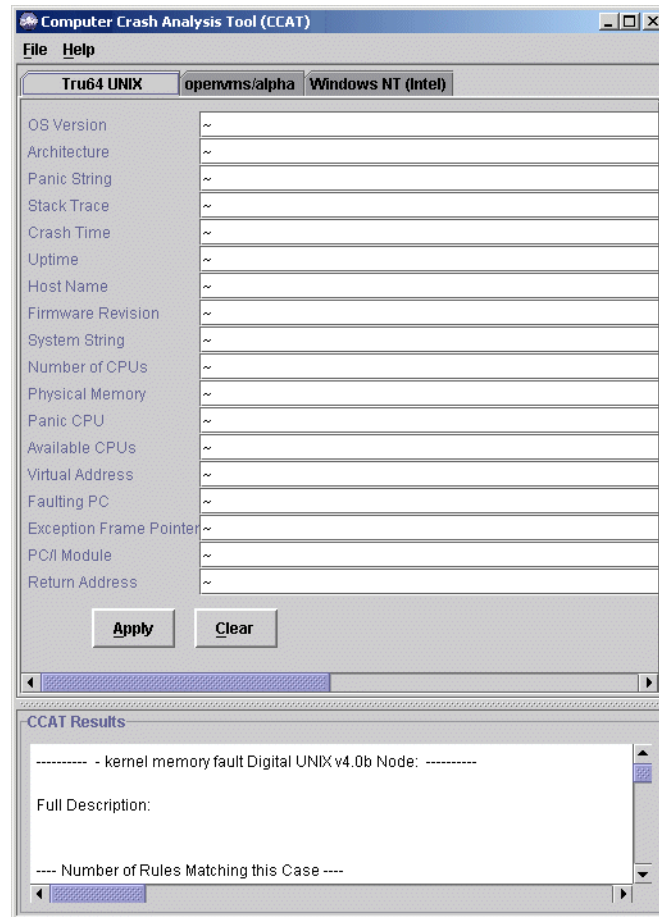 Computer Crash Analysis Tool (CCAT)
File Help
Tru64 UNIX openvms/alpha Windows NT (Intel)
OS Version ~
Architecture ~
Panic String ~
Stack Trace ~
Crash Time ~
Uptime ~
Host Name ~
Firmware Revision ~
System String ~
Number of CPUs ~
Physical Memory ~
Panic CPU ~
Available CPUs ~
Virtual Address ~
Faulting PC ~
Exception Frame Pointer ~
PC/I Module ~
Return Address ~
Apply Clear
CCAT Results
---------- - kernel memory fault Digital UNIX v4.0b Node: ----------
Full Description:
---- Number of Rules Matching this Case ----